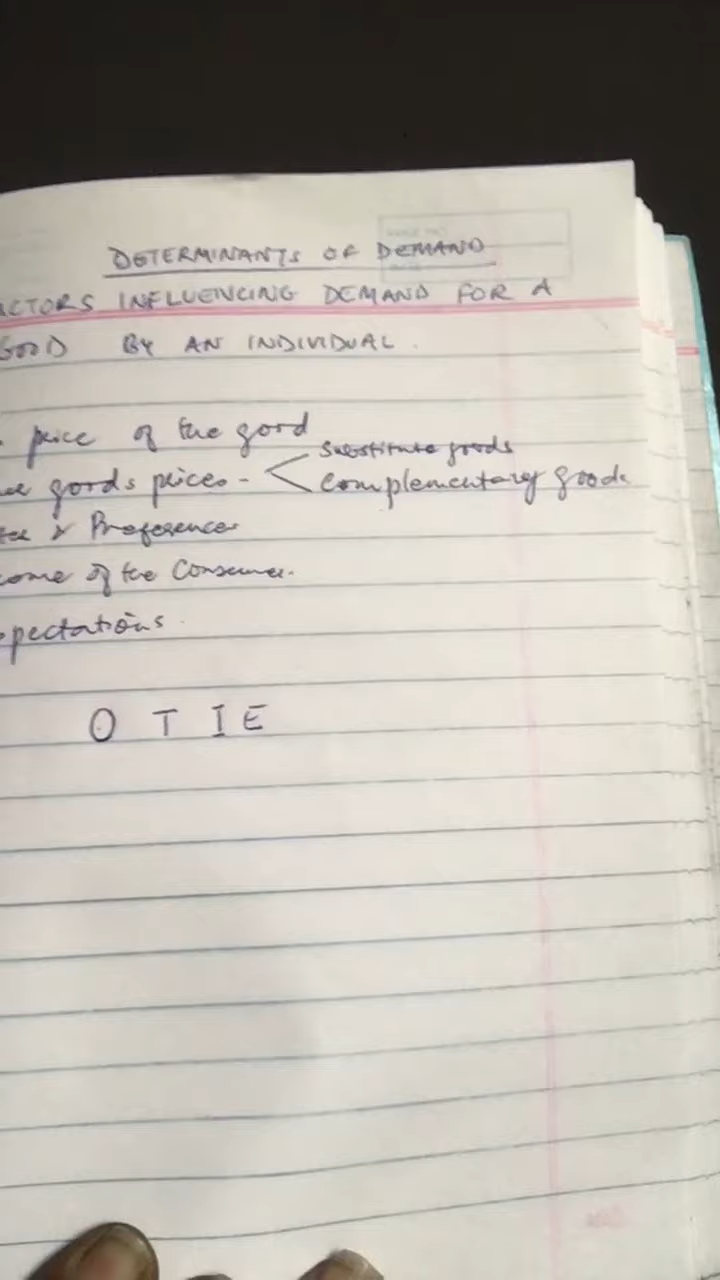 DETERMINANTS OF DEMAND
ACTORS INFLUENCING DEMAND FOR A
GOOD BY AN INDIVIDUAL.
price of the good
goods prices - substitute goods
complementary goods
& Preferences
come of the Consumer.
pectations.
O T I E